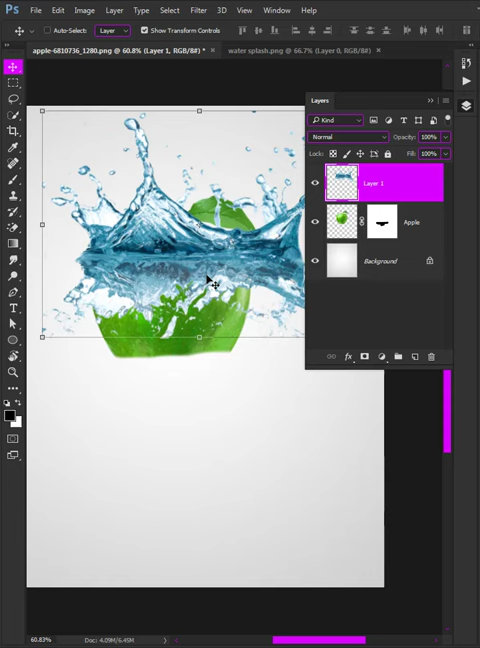 Ps File Edit Image Layer Type Select Filter 3D View Window Help
Auto-Select: Layer Show Transform Controls
apple-6810736_1280.png @ 60.8% (Layer 1, RGB/8#) * × water splash.png @ 66.7% (Layer 0, RGB/8#) ×
Layers
Kind
Normal Opacity: 100%
Lock: Fill: 100%
Layer 1
Apple
Background
fx
60.83% Doc: 4.09M/6.45M